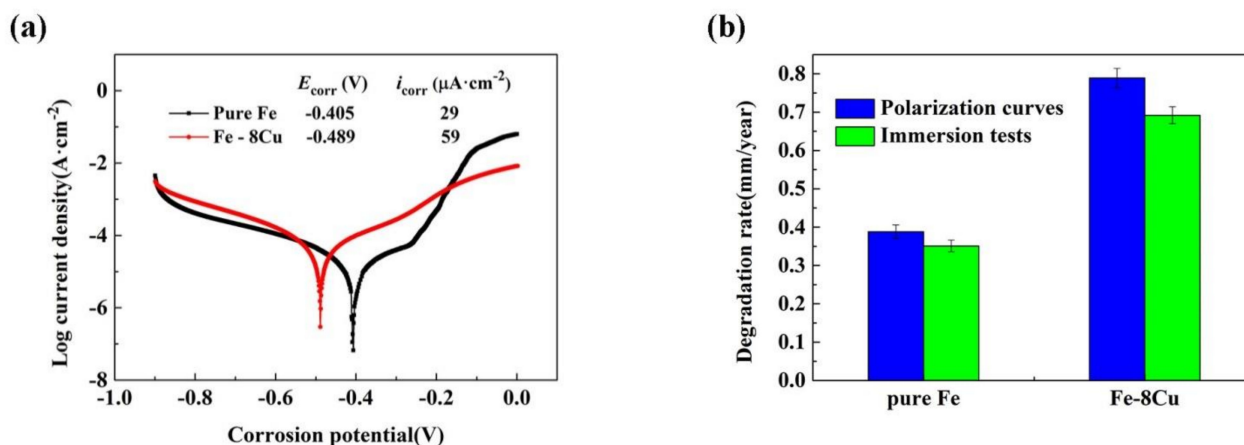 (a)
E_corr (V) i_corr (μA·cm⁻²)
Pure Fe -0.405 29
Fe - 8Cu -0.489 59
0
-2
-4
-6
-8
Log current density(A·cm⁻²)
-1.0 -0.8 -0.6 -0.4 -0.2 0.0
Corrosion potential(V)
(b)
Polarization curves
Immersion tests
0.8
0.7
0.6
0.5
0.4
0.3
0.2
0.1
0.0
Degradation rate(mm/year)
pure Fe Fe-8Cu